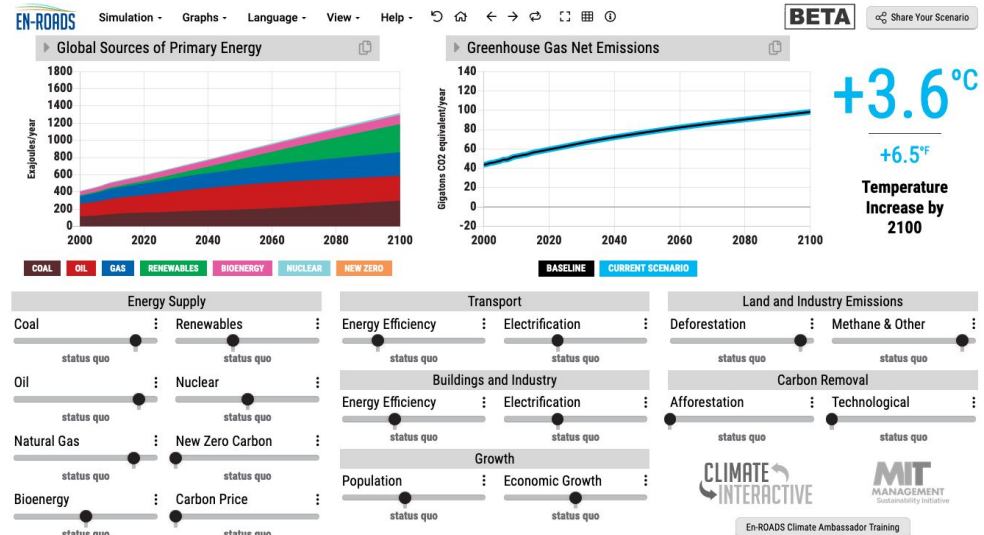 EN-ROADS
Simulation
Graphs
Language
View
Help
BETA
Share Your Scenario
Global Sources of Primary Energy
Exajoules/year
1800
1600
1400
1200
1000
800
600
400
200
0
2000 2020 2040 2060 2080 2100
COAL OIL GAS RENEWABLES BIOENERGY NUCLEAR NEW ZERO
Greenhouse Gas Net Emissions
Gigatons CO2 equivalent/year
140
120
100
80
60
40
20
0
-20
2000 2020 2040 2060 2080 2100
BASELINE CURRENT SCENARIO
+3.6°C
+6.5°F
Temperature
Increase by
2100
Energy Supply
Coal
status quo
Renewables
status quo
Oil
status quo
Nuclear
status quo
Natural Gas
status quo
New Zero Carbon
status quo
Bioenergy
status quo
Carbon Price
status quo
Transport
Energy Efficiency
status quo
Electrification
status quo
Buildings and Industry
Energy Efficiency
status quo
Electrification
status quo
Growth
Population
status quo
Economic Growth
status quo
Land and Industry Emissions
Deforestation
status quo
Methane & Other
status quo
Carbon Removal
Afforestation
status quo
Technological
status quo
CLIMATE
INTERACTIVE
MIT
MANAGEMENT
Sustainability Initiative
En-ROADS Climate Ambassador Training